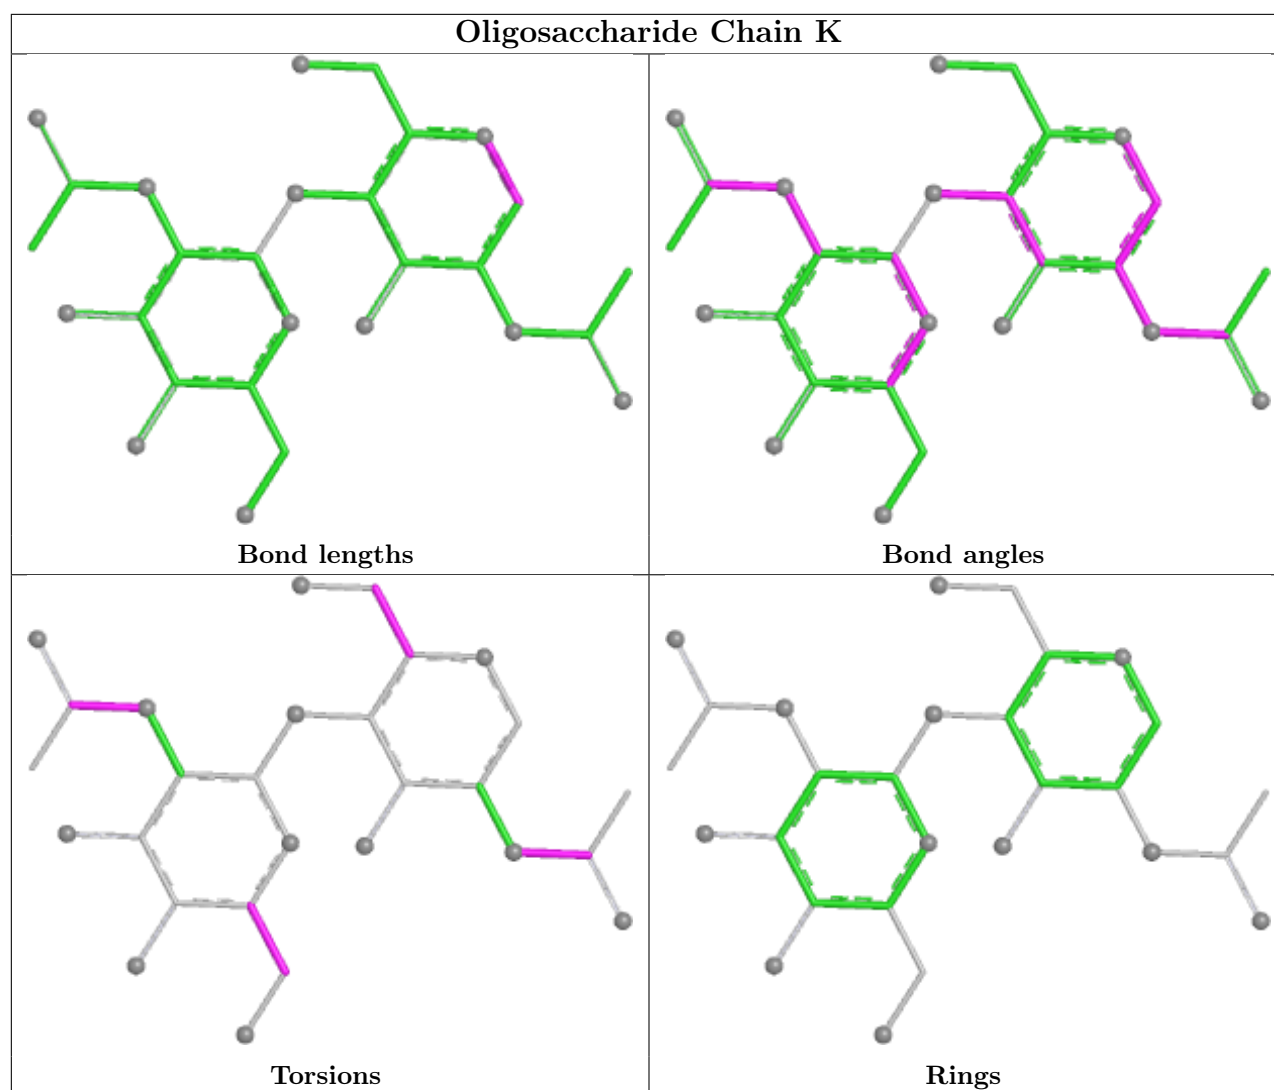 Oligosaccharide Chain K
Bond lengths
Bond angles
Torsions
Rings